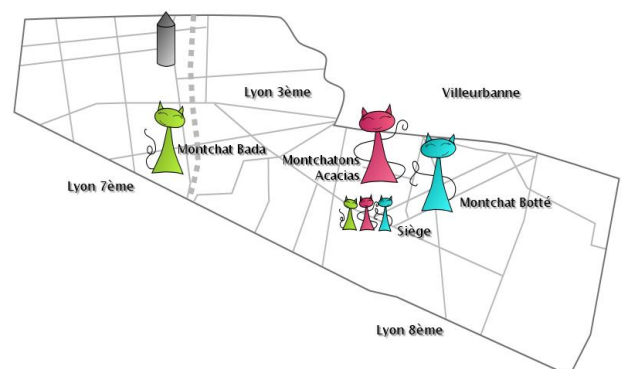 Lyon 3ème
Villeurbanne
Montchat Bada
Montchatons
Acacias
Lyon 7ème
Montchat Botté
Siège
Lyon 8ème